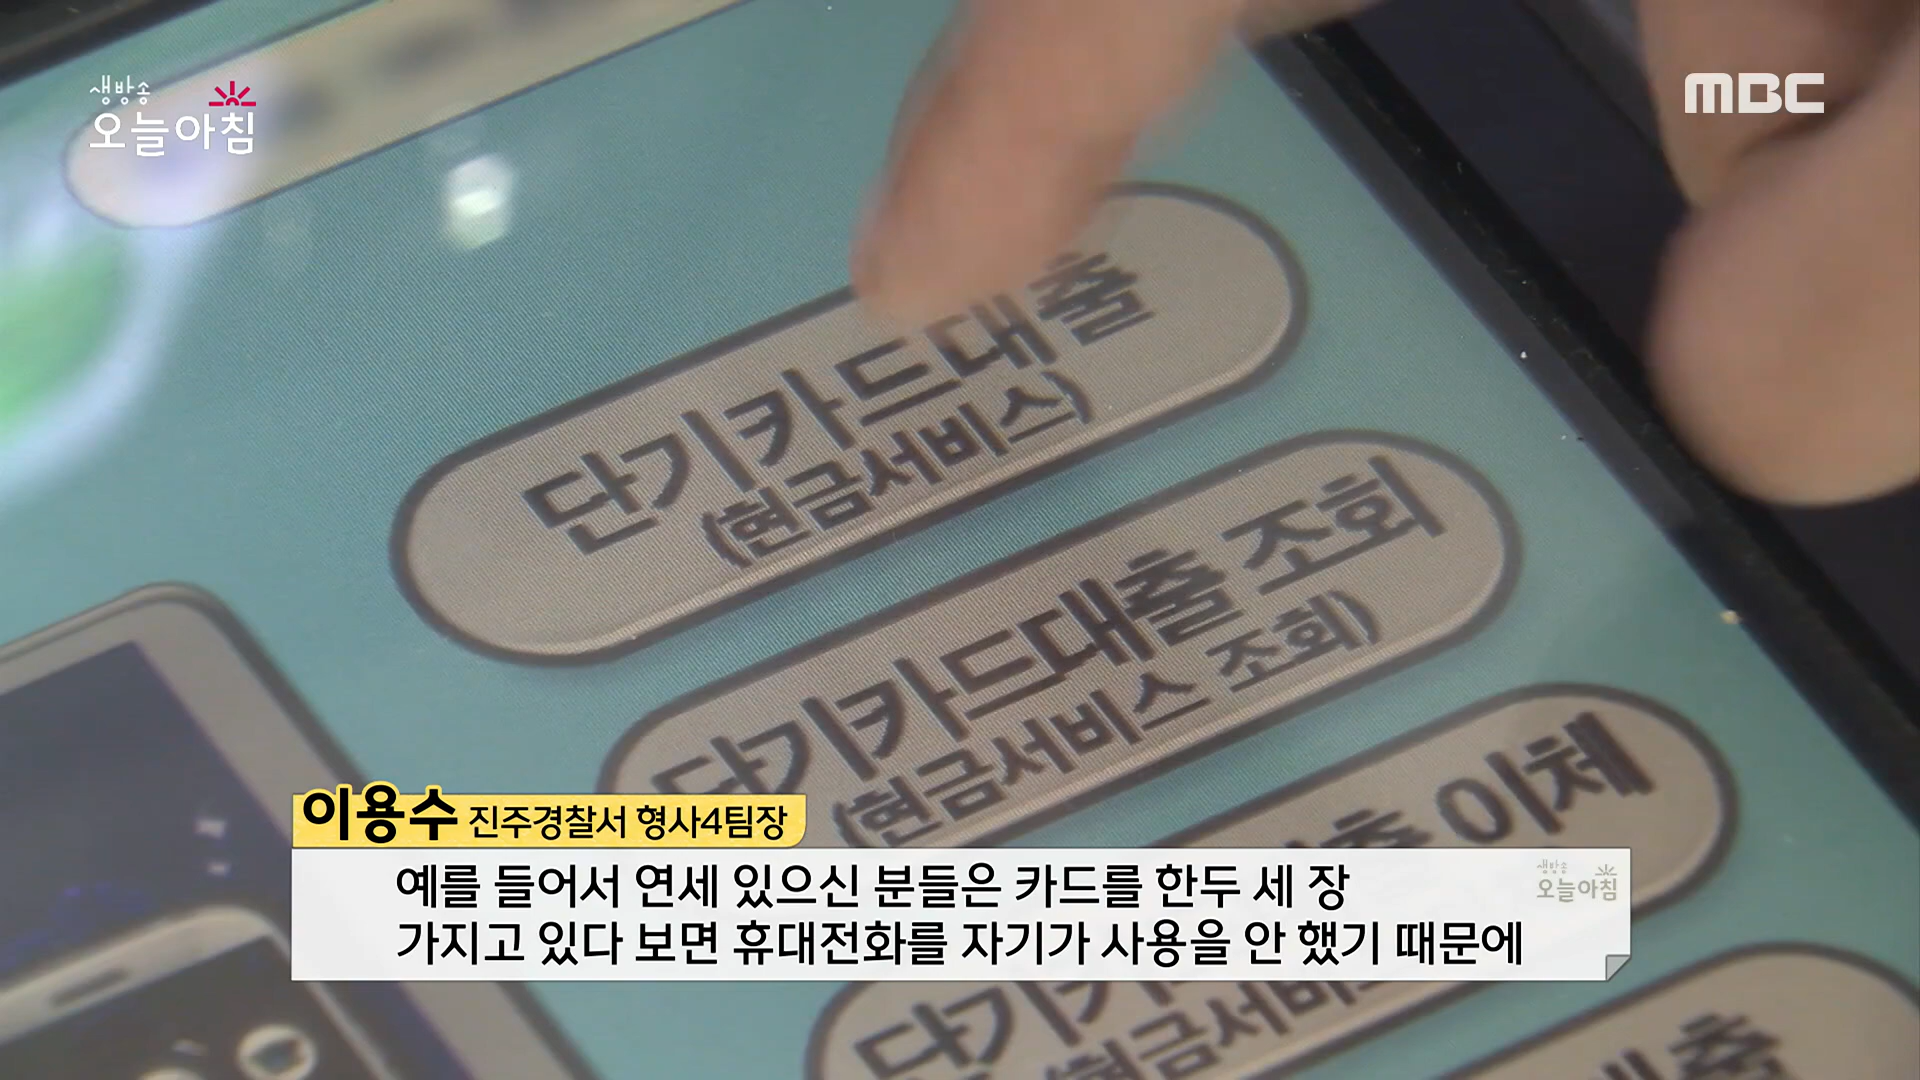 생방송
오늘아침
MBC
단기카드대출
(현금서비스)
단기카드대출 조회
(현금서비스 조회)
이체
이용수 진주경찰서 형사4팀장
예를 들어서 연세 있으신 분들은 카드를 한두 세 장
가지고 있다 보면 휴대전화를 자기가 사용을 안 했기 때문에
생방송
오늘아침